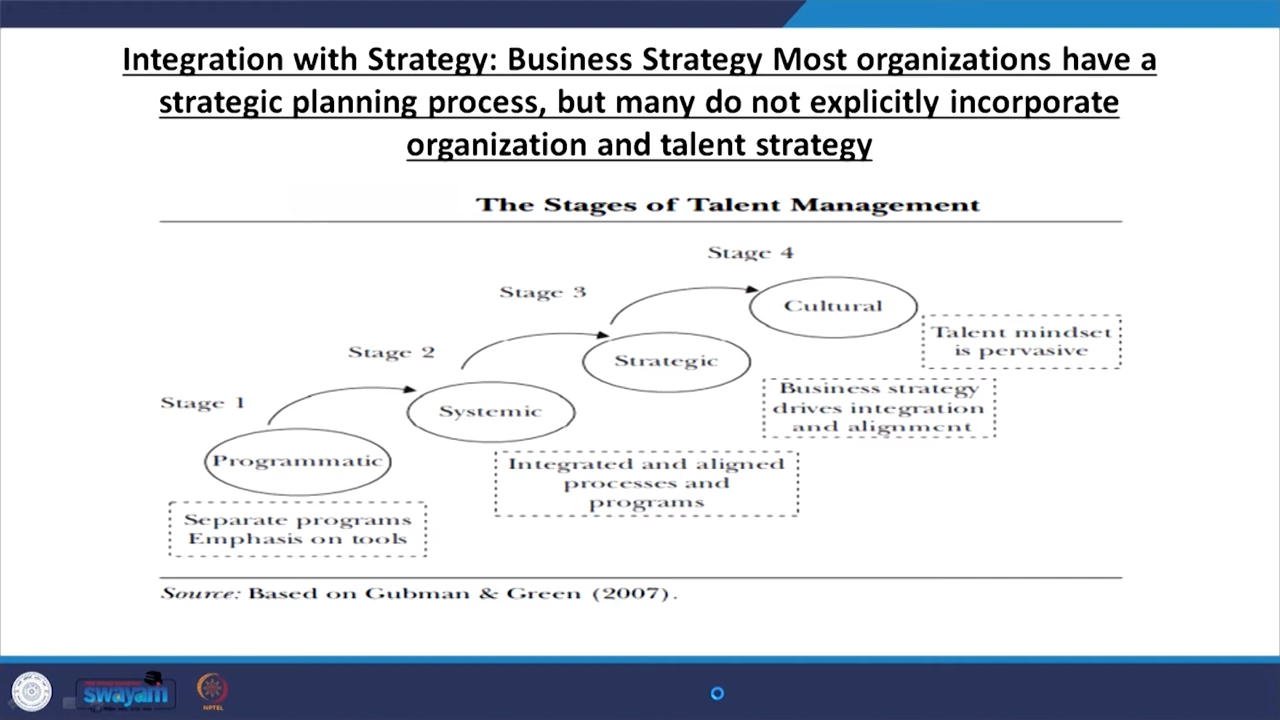 Integration with Strategy: Business Strategy Most organizations have a
strategic planning process, but many do not explicitly incorporate
organization and talent strategy
The Stages of Talent Management
Stage 4
Cultural
Talent mindset
is pervasive
Stage 3
Strategic
Business strategy
drives integration
and alignment
Stage 2
Systemic
Integrated and aligned
processes and
programs
Stage 1
Programmatic
Separate programs
Emphasis on tools
Source: Based on Gubman & Green (2007).
swayam
NPTEL